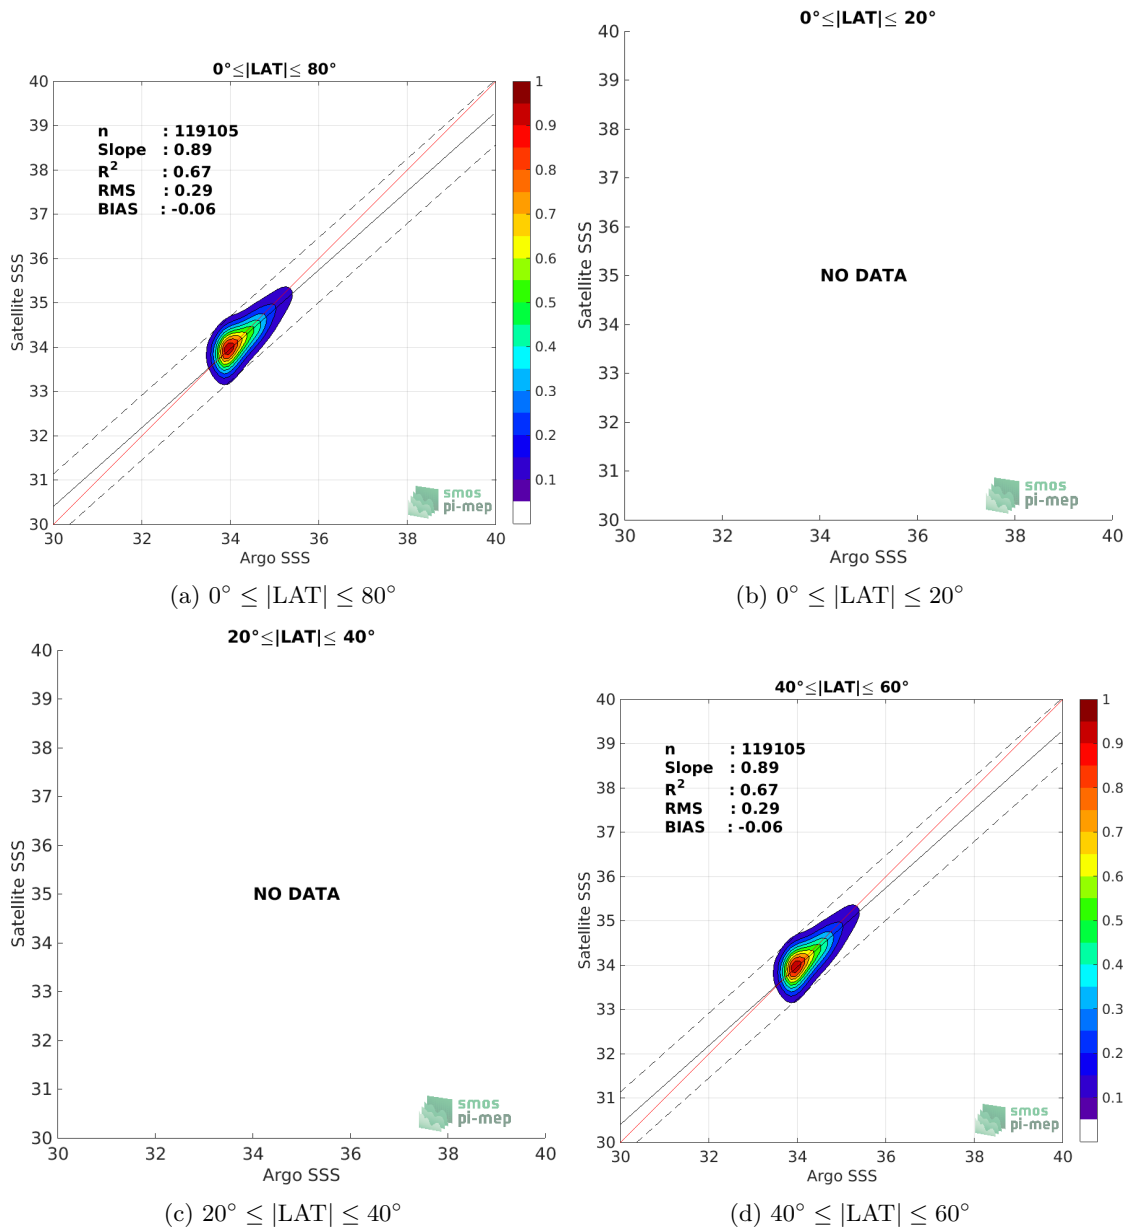 0°≤|LAT|≤ 80°
40
39
38
37
36
35
34
33
32
31
30
Satellite SSS
n : 119105
Slope : 0.89
R² : 0.67
RMS : 0.29
BIAS : -0.06
1
0.9
0.8
0.7
0.6
0.5
0.4
0.3
0.2
0.1
smos
pi-mep
30 32 34 36 38 40
Argo SSS
(a) 0° ≤ |LAT| ≤ 80°
0°≤|LAT|≤ 20°
40
39
38
37
36
35
34
33
32
31
30
Satellite SSS
NO DATA
smos
pi-mep
30 32 34 36 38 40
Argo SSS
(b) 0° ≤ |LAT| ≤ 20°
20°≤|LAT|≤ 40°
40
39
38
37
36
35
34
33
32
31
30
Satellite SSS
NO DATA
smos
pi-mep
30 32 34 36 38 40
Argo SSS
(c) 20° ≤ |LAT| ≤ 40°
40°≤|LAT|≤ 60°
40
39
38
37
36
35
34
33
32
31
30
Satellite SSS
n : 119105
Slope : 0.89
R² : 0.67
RMS : 0.29
BIAS : -0.06
1
0.9
0.8
0.7
0.6
0.5
0.4
0.3
0.2
0.1
smos
pi-mep
30 32 34 36 38 40
Argo SSS
(d) 40° ≤ |LAT| ≤ 60°